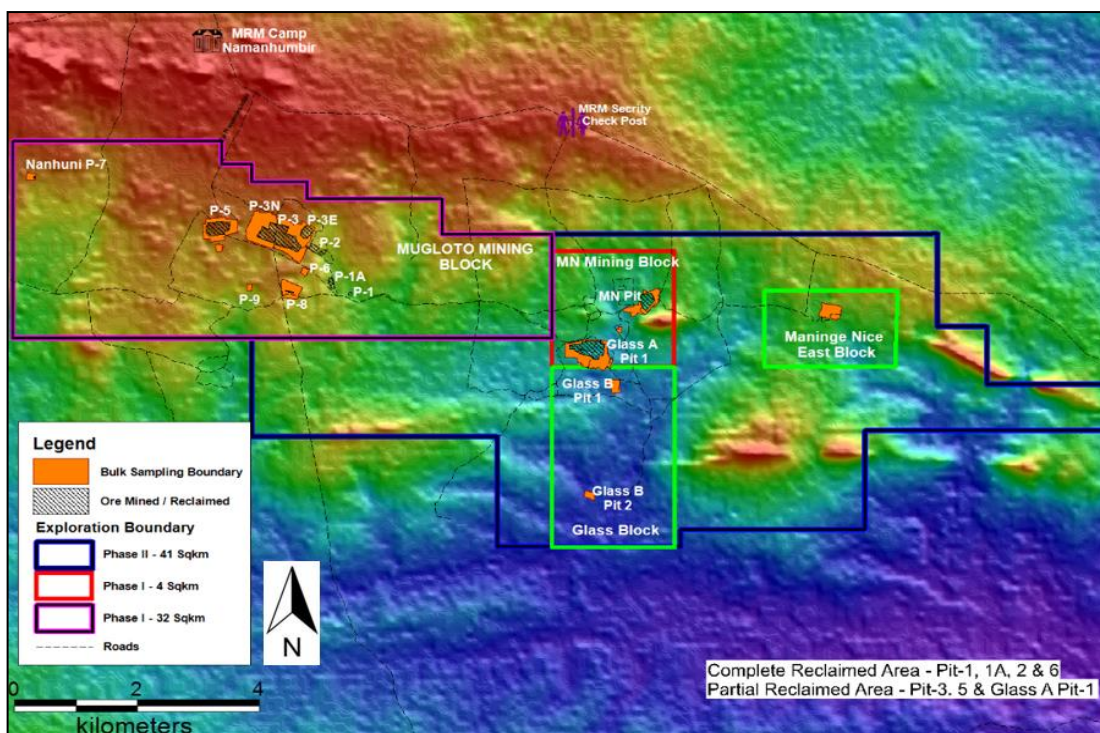 MRM Camp
Namanhumbir
MRM Secrity
Check Post
Nanhuni P-7
P-5
P-3N
P-3
P-3E
P-2
P-6
P-1A
P-1
P-9
P-8
MUGLOTO MINING
BLOCK
MN Mining Block
MN Pit
Glass A
Pit 1
Glass B
Pit 1
Maninge Nice
East Block
Glass B
Pit 2
Glass Block
Legend
Bulk Sampling Boundary
Ore Mined / Reclaimed
Exploration Boundary
Phase II - 41 Sqkm
Phase I - 4 Sqkm
Phase I - 32 Sqkm
Roads
N
0 2 4
kilometers
Complete Reclaimed Area - Pit-1, 1A, 2 & 6
Partial Reclaimed Area - Pit-3. 5 & Glass A Pit-1